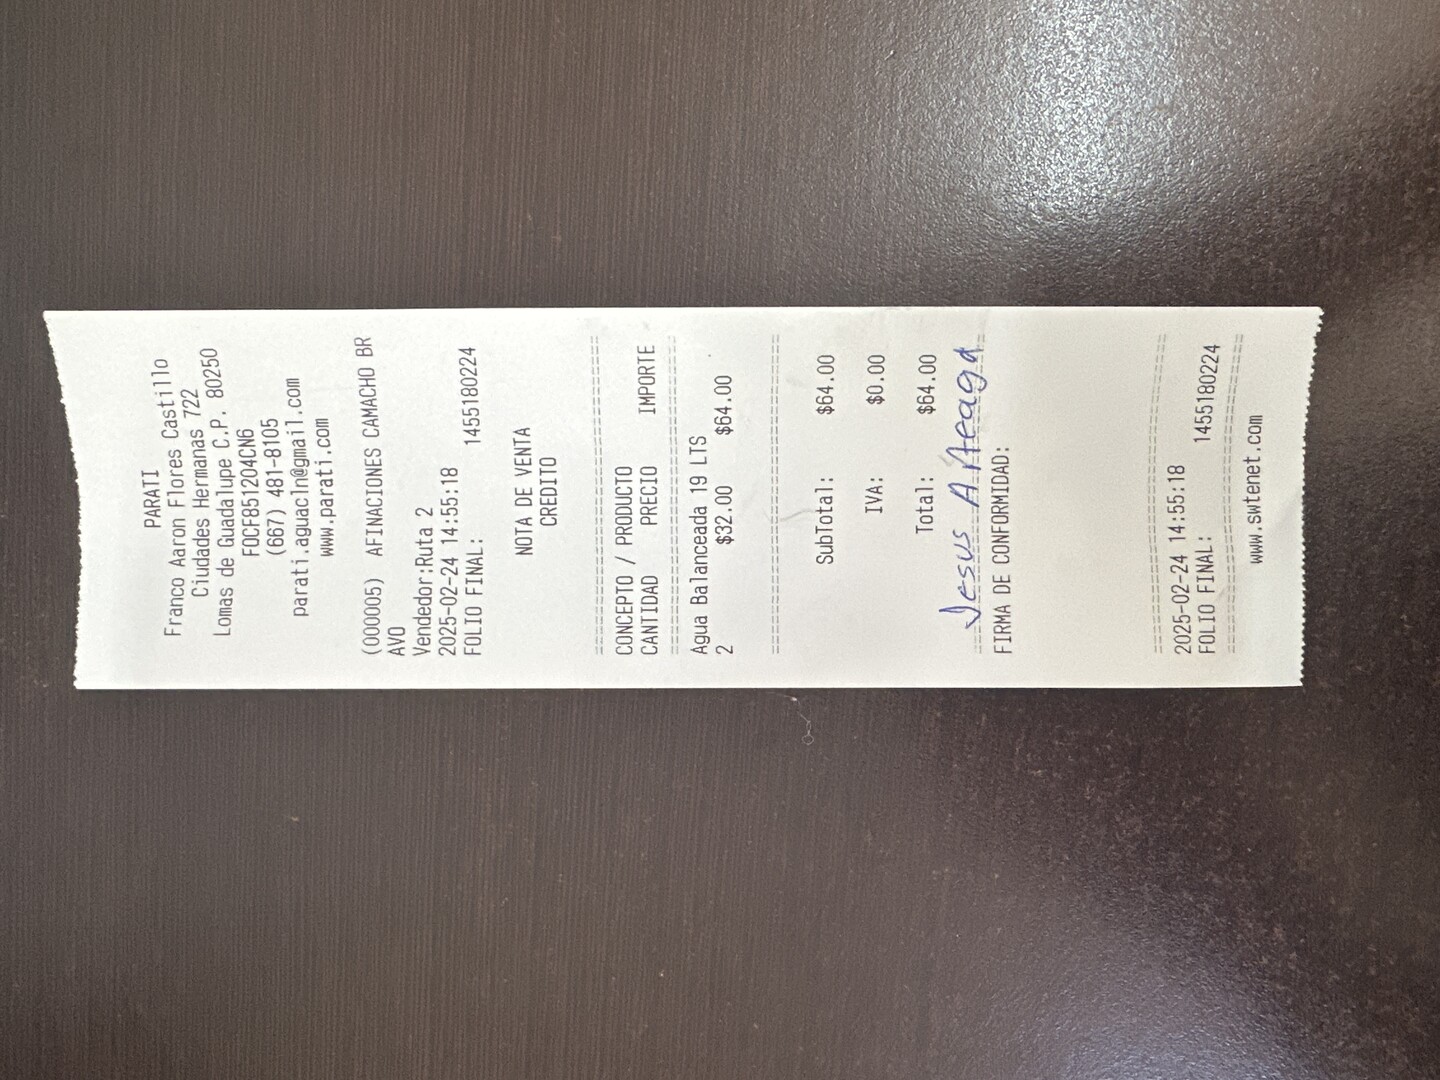 PARATI
Franco Aaron Flores Castillo
Ciudades Hermanas 722
Lomas de Guadalupe C.P. 80250
FOCF851204CN6
(667) 481-8105
parati.aguacln@gmail.com
www.parati.com
(000005) AFINACIONES CAMACHO BR
AVO
Vendedor:Ruta 2
2025-02-24 14:55:18
FOLIO FINAL: 1455180224
NOTA DE VENTA
CREDITO
CONCEPTO / PRODUCTO
CANTIDAD PRECIO IMPORTE
Agua Balanceada 19 LTS
2 $32.00 $64.00
SubTotal: $64.00
IVA: $0.00
Total: $64.00
Jesus A
FIRMA DE CONFORMIDAD:
2025-02-24 14:55:18
FOLIO FINAL: 1455180224
www.swtenet.com